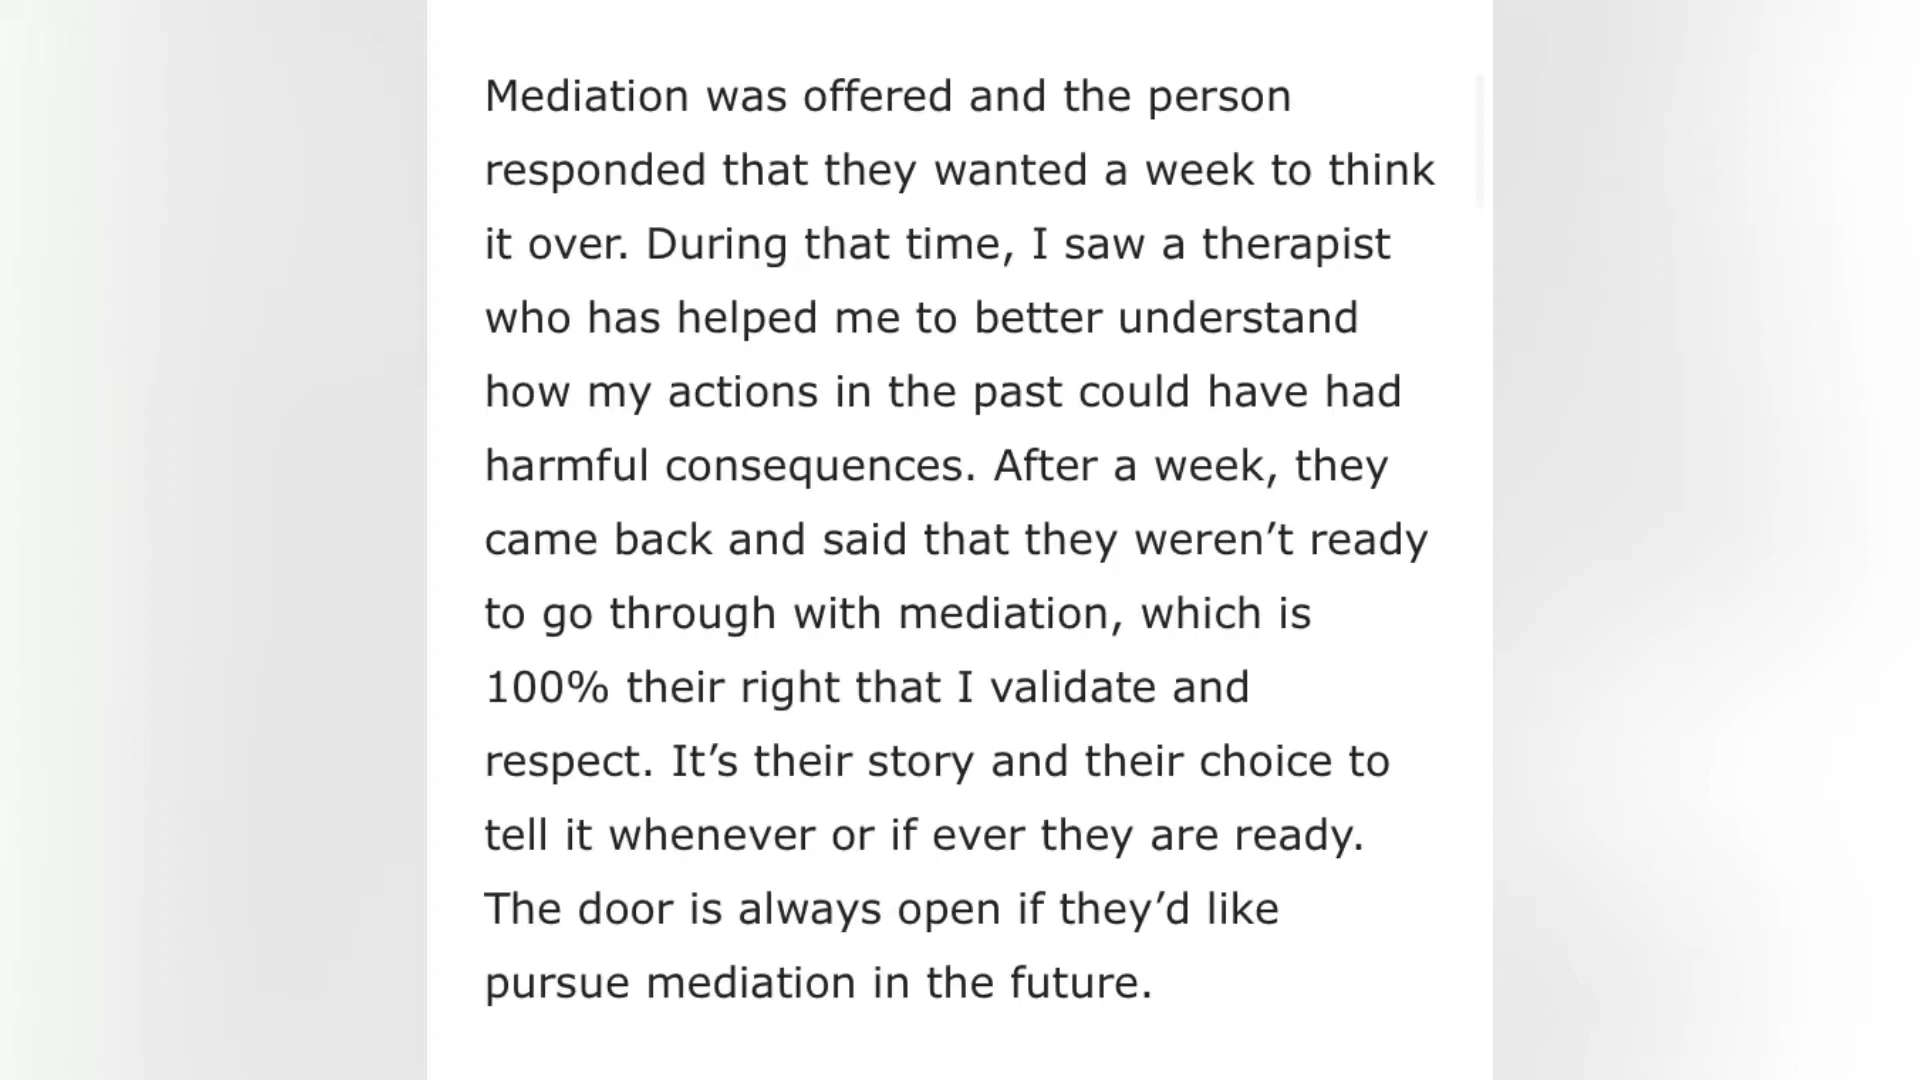 Mediation was offered and the person
responded that they wanted a week to think
it over. During that time, I saw a therapist
who has helped me to better understand
how my actions in the past could have had
harmful consequences. After a week, they
came back and said that they weren’t ready
to go through with mediation, which is
100% their right that I validate and
respect. It’s their story and their choice to
tell it whenever or if ever they are ready.
The door is always open if they’d like
pursue mediation in the future.